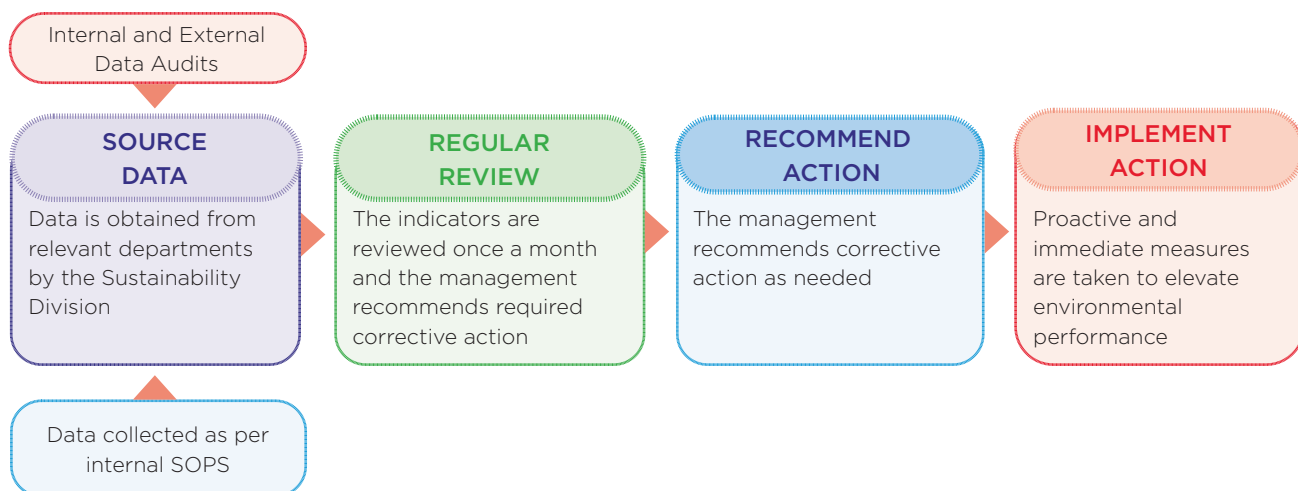 Internal and External
Data Audits
SOURCE
DATA
Data is obtained from
relevant departments
by the Sustainability
Division
REGULAR
REVIEW
The indicators are
reviewed once a month
and the management
recommends required
corrective action
RECOMMEND
ACTION
The management
recommends corrective
action as needed
IMPLEMENT
ACTION
Proactive and
immediate measures
are taken to elevate
environmental
performance
Data collected as per
internal SOPS